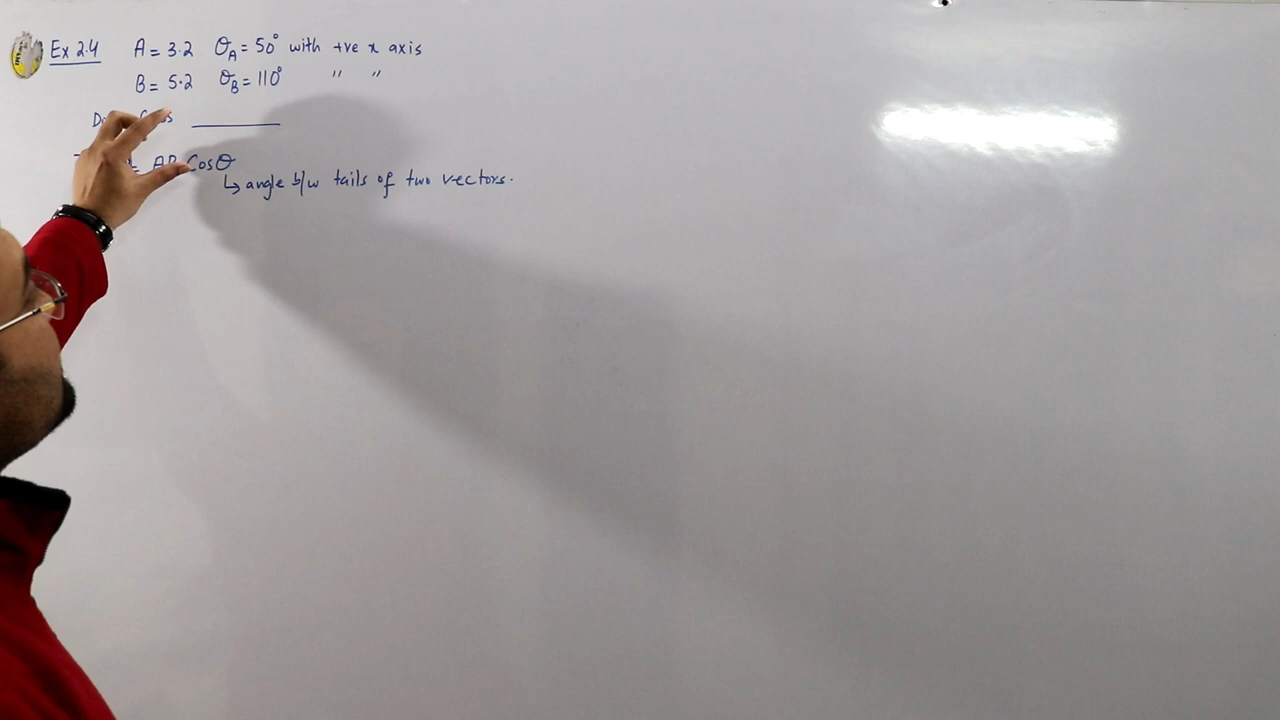 Ex 2.4 A = 3.2 θA = 50° with +ve x axis
B = 5.2 θB = 110° " "
= AB Cosθ
↳ angle b/w tails of two vectors.